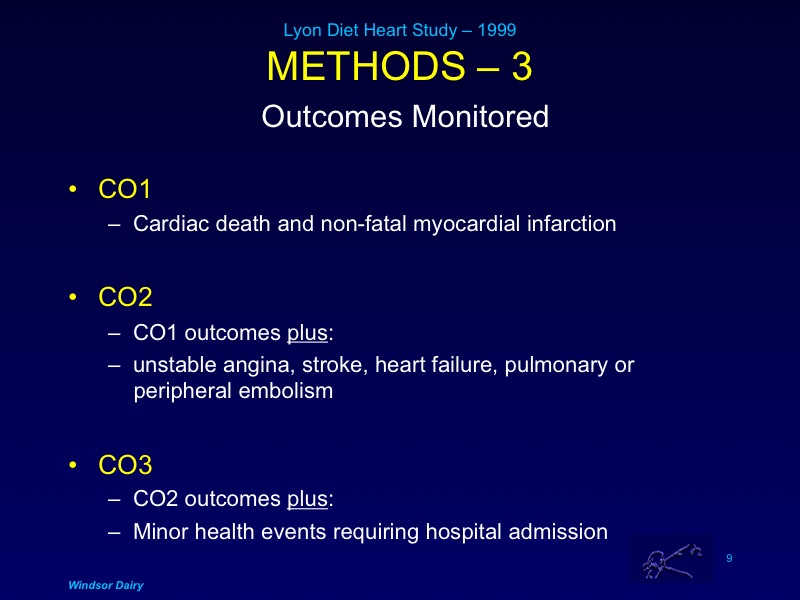 Lyon Diet Heart Study – 1999
METHODS – 3
Outcomes Monitored
• CO1
– Cardiac death and non-fatal myocardial infarction
• CO2
– CO1 outcomes plus:
– unstable angina, stroke, heart failure, pulmonary or
peripheral embolism
• CO3
– CO2 outcomes plus:
– Minor health events requiring hospital admission
9
Windsor Dairy